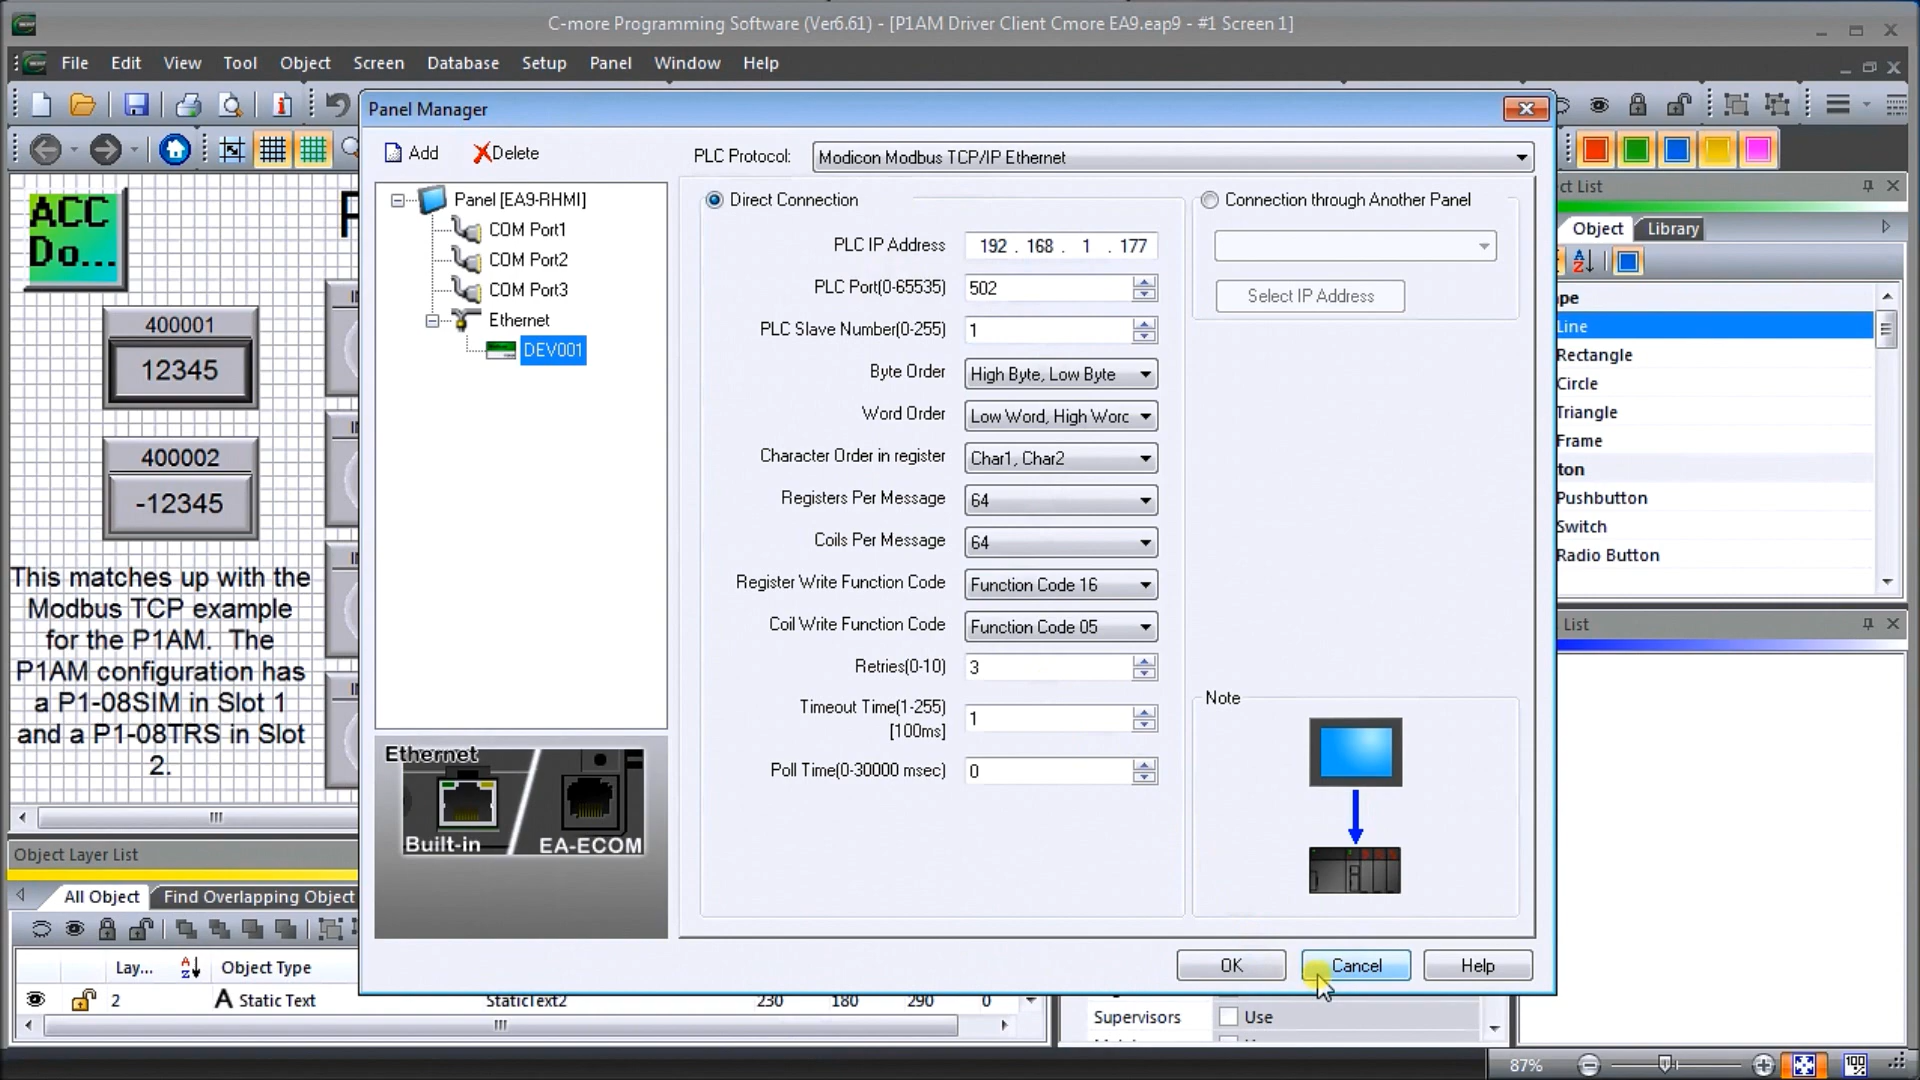 C-more Programming Software (Ver6.61) - [P1AM Driver Client Cmore EA9.eap9 - #1 Screen 1]
File Edit View Tool Object Screen Database Setup Panel Window Help
Panel Manager
Add Delete
PLC Protocol: Modicon Modbus TCP/IP Ethernet
Panel [EA9-RHMI]
COM Port1
COM Port2
COM Port3
Ethernet
DEV001
Direct Connection
PLC IP Address 192 . 168 . 1 . 177
PLC Port(0-65535) 502
PLC Slave Number(0-255) 1
Byte Order High Byte, Low Byte
Word Order Low Word, High Worc
Character Order in register Char1, Char2
Registers Per Message 64
Coils Per Message 64
Register Write Function Code Function Code 16
Coil Write Function Code Function Code 05
Retries(0-10) 3
Timeout Time(1-255) 1
[100ms]
Poll Time(0-30000 msec) 0
Connection through Another Panel
Select IP Address
Note
Ethernet
Built-in EA-ECOM
OK Cancel Help
ACC
Do...
400001
12345
400002
-12345
This matches up with the
Modbus TCP example
for the P1AM. The
P1AM configuration has
a P1-08SIM in Slot 1
and a P1-08TRS in Slot
2.
Object Layer List
All Object Find Overlapping Object
Lay... Object Type
2 A Static Text StaticText2 230 180 290 0
ct List
Object Library
pe
Line
Rectangle
Circle
Triangle
Frame
ton
Pushbutton
Switch
Radio Button
List
Supervisors Use
87%
100